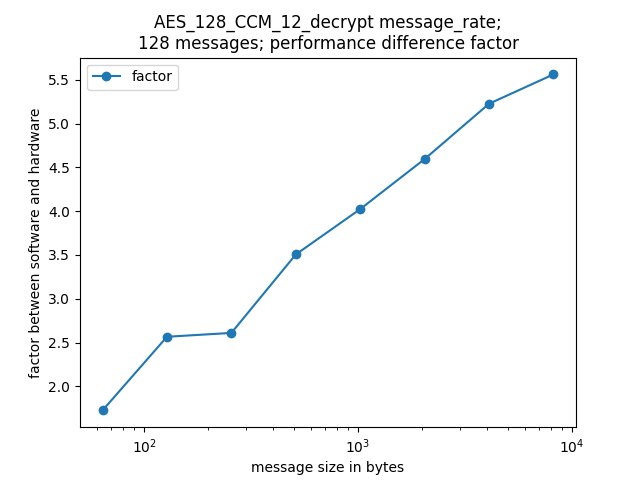 AES_128_CCM_12_decrypt message_rate;
128 messages; performance difference factor
factor
factor between software and hardware
5.5
5.0
4.5
4.0
3.5
3.0
2.5
2.0
10²
10³
10⁴
message size in bytes